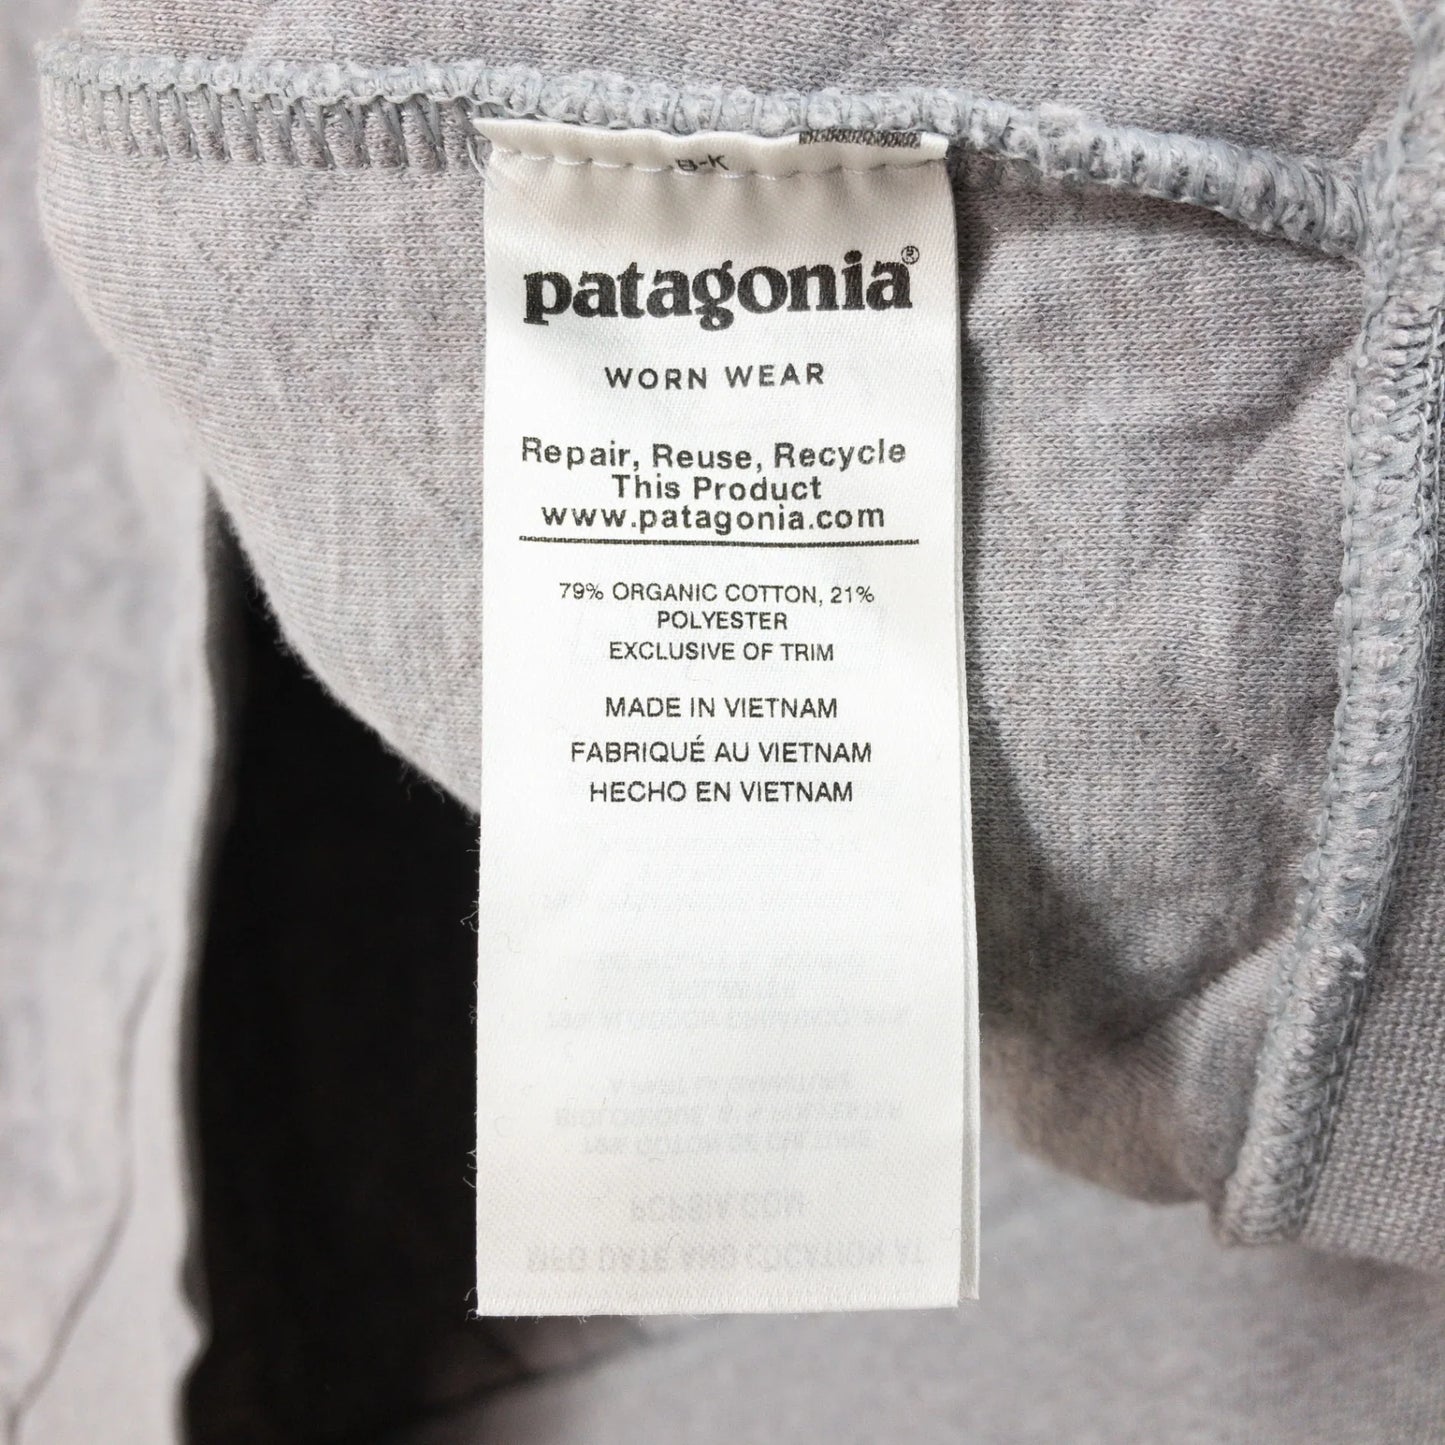 B-K
patagonia®
WORN WEAR
Repair, Reuse, Recycle
This Product
www.patagonia.com
79% ORGANIC COTTON, 21%
POLYESTER
EXCLUSIVE OF TRIM
MADE IN VIETNAM
FABRIQUÉ AU VIETNAM
HECHO EN VIETNAM